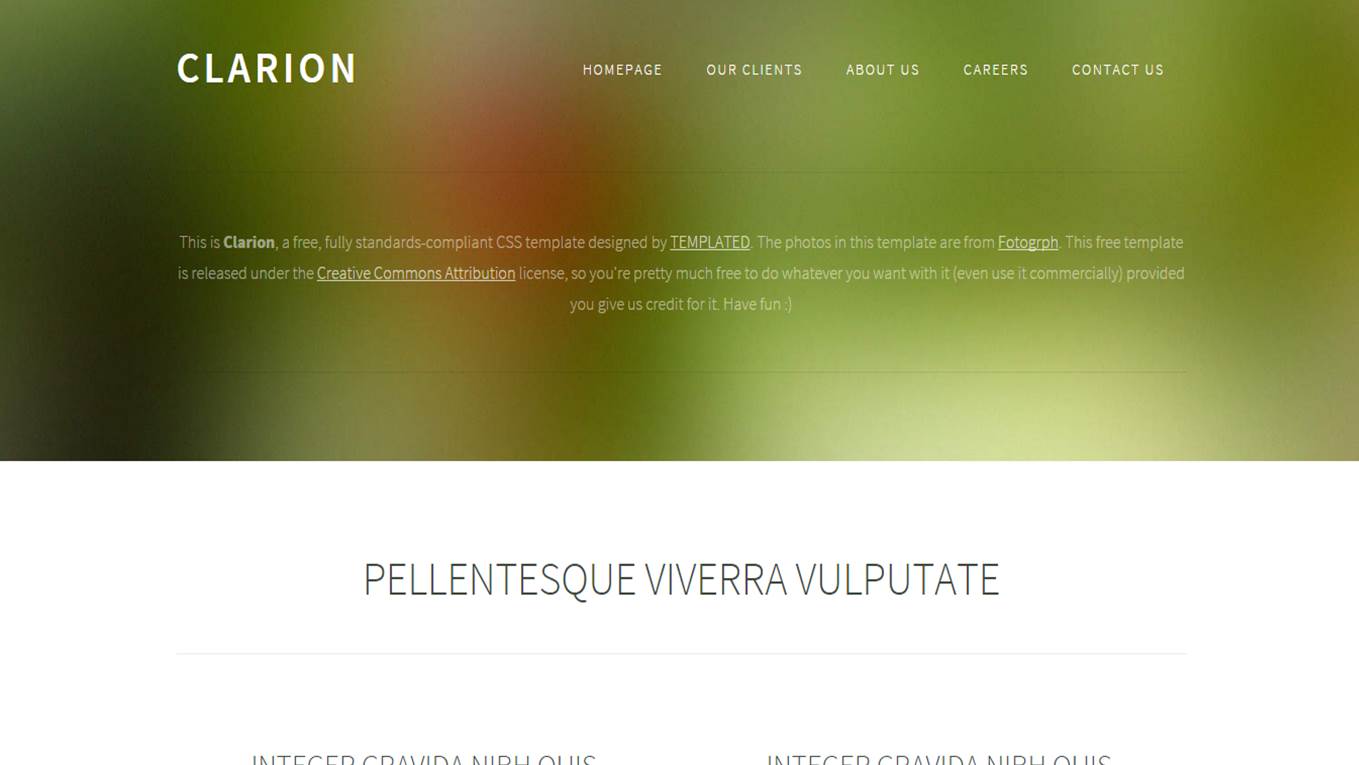 CLARION
HOMEPAGE OUR CLIENTS ABOUT US CAREERS CONTACT US
This is Clarion, a free, fully standards-compliant CSS template designed by TEMPLATED. The photos in this template are from Fotogrph. This free template
is released under the Creative Commons Attribution license, so you're pretty much free to do whatever you want with it (even use it commercially) provided
you give us credit for it. Have fun :)
PELLENTESQUE VIVERRA VULPUTATE
INTEGER GRAVIDA NIBH QUIS
INTEGER GRAVIDA NIBH QUIS